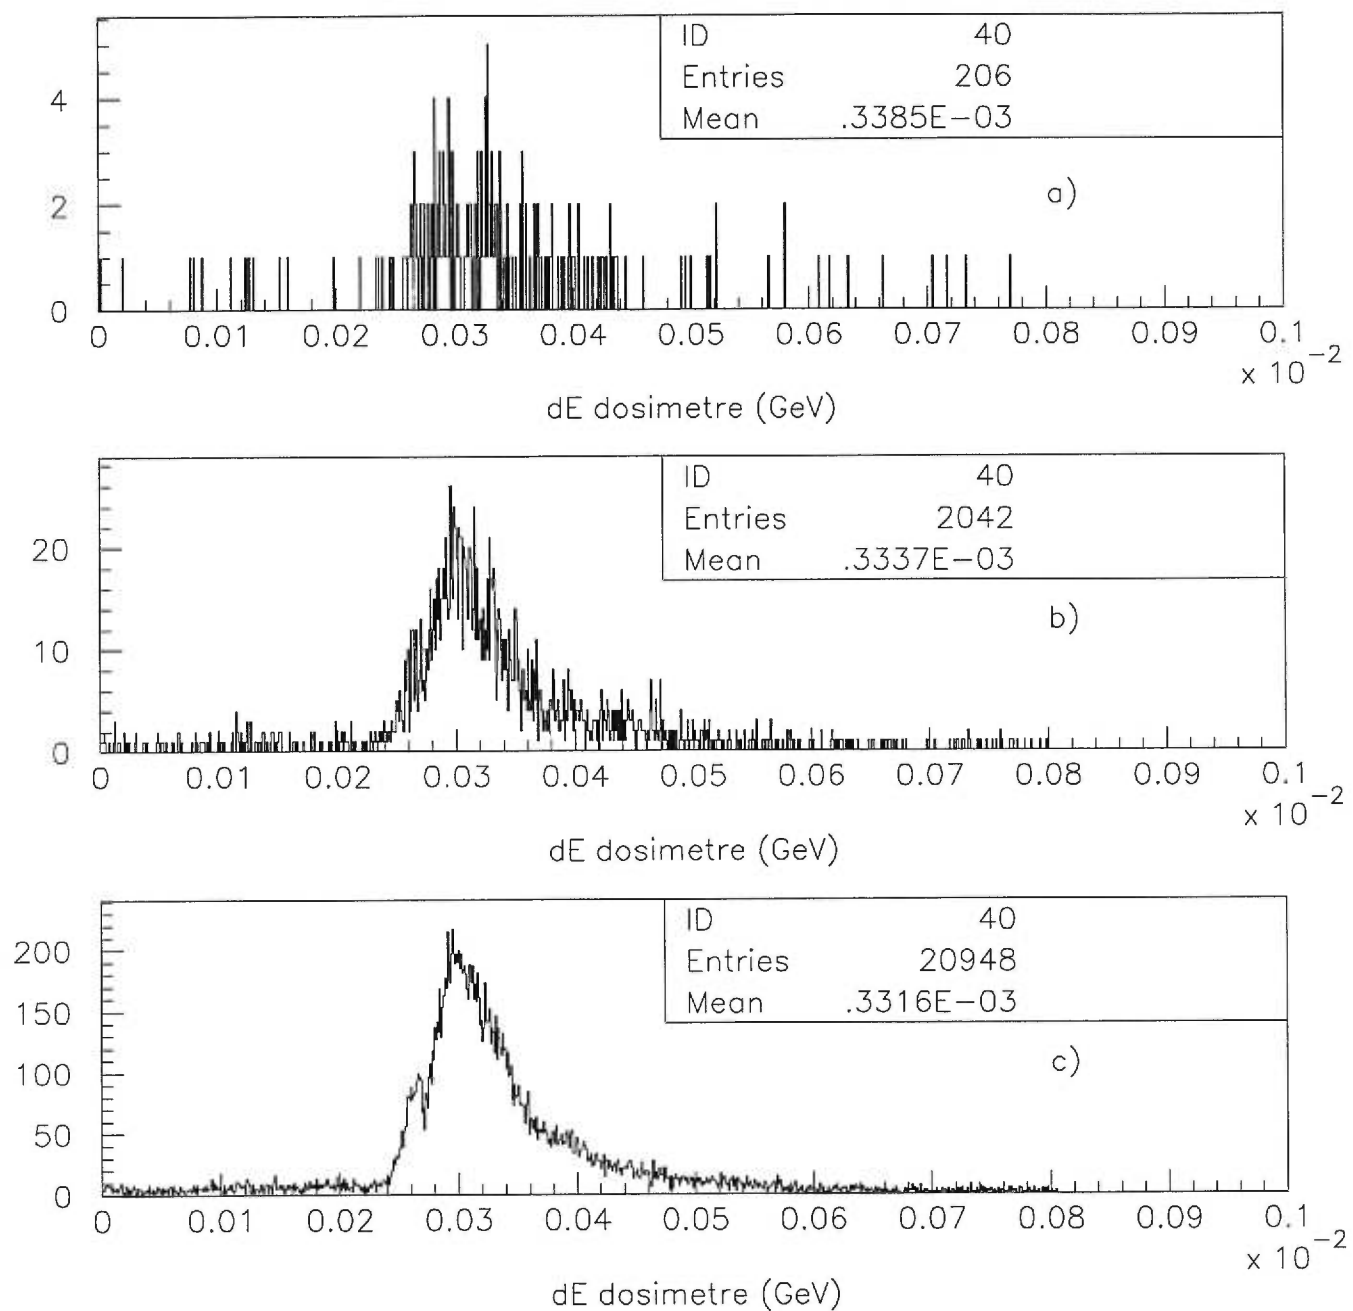 ID 40
Entries 206
Mean .3385E-03
a)
4
2
0
0 0.01 0.02 0.03 0.04 0.05 0.06 0.07 0.08 0.09 0.1
x 10^-2
dE dosimetre (GeV)
ID 40
Entries 2042
Mean .3337E-03
b)
20
10
0
0 0.01 0.02 0.03 0.04 0.05 0.06 0.07 0.08 0.09 0.1
x 10^-2
dE dosimetre (GeV)
ID 40
Entries 20948
Mean .3316E-03
c)
200
150
100
50
0
0 0.01 0.02 0.03 0.04 0.05 0.06 0.07 0.08 0.09 0.1
x 10^-2
dE dosimetre (GeV)